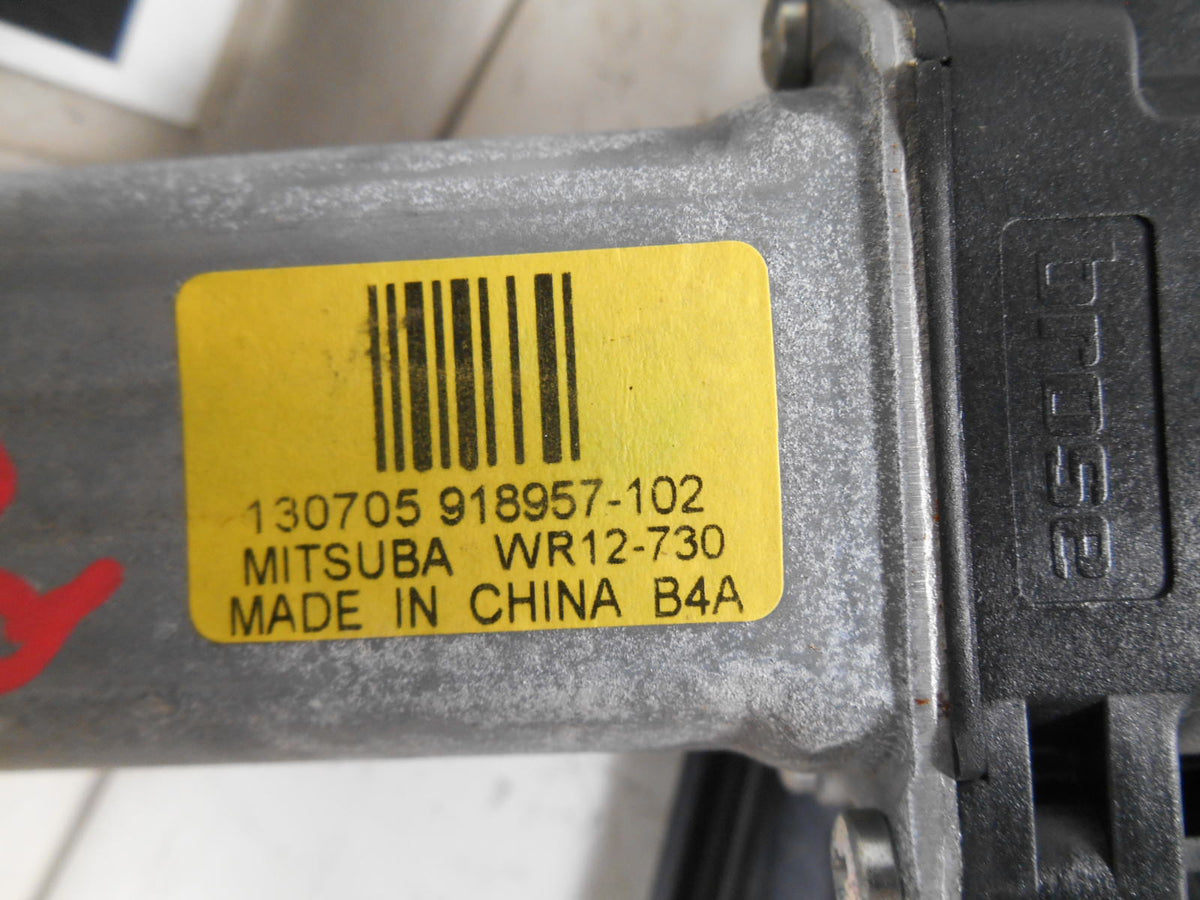 130705 918957-102
MITSUBA WR12-730
MADE IN CHINA B4A
brose